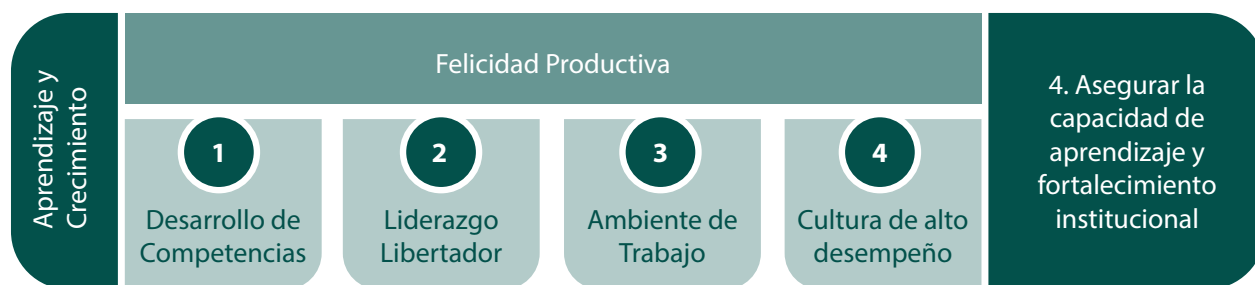 Aprendizaje y
Crecimiento
Felicidad Productiva
1
Desarrollo de
Competencias
2
Liderazgo
Libertador
3
Ambiente de
Trabajo
4
Cultura de alto
desempeño
4. Asegurar la
capacidad de
aprendizaje y
fortalecimiento
institucional